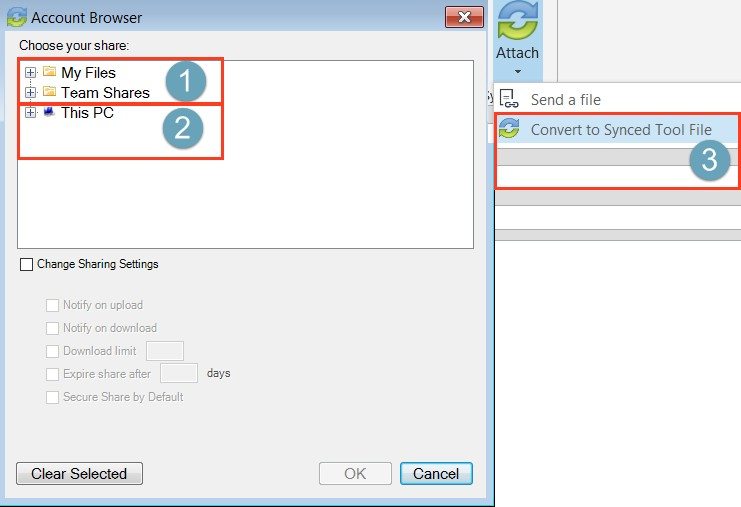 Account Browser
Choose your share:
My Files
Team Shares
1
This PC
2
Change Sharing Settings
Notify on upload
Notify on download
Download limit
Expire share after
days
Secure Share by Default
Clear Selected
OK
Cancel
Attach
Send a file
Convert to Synced Tool File
3